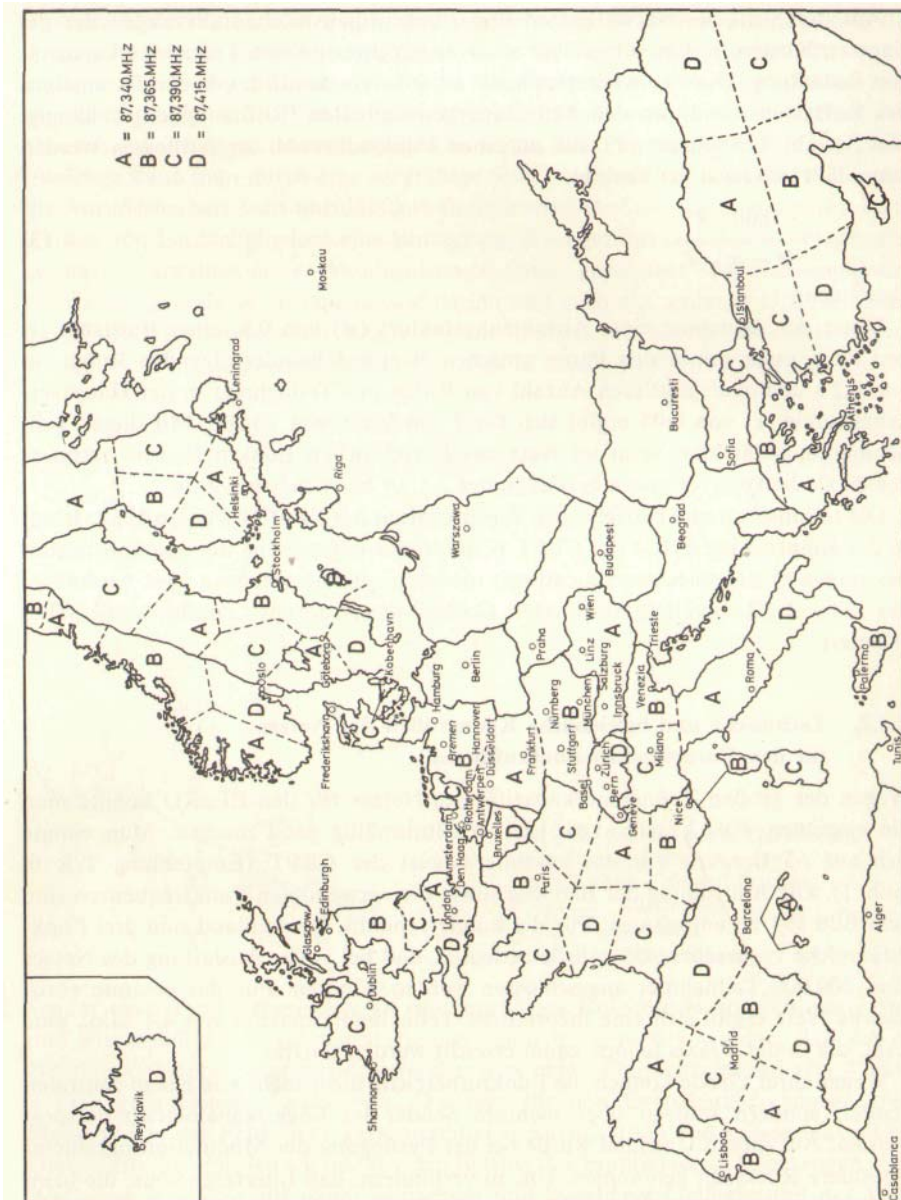 A = 87,340.MHz
B = 87,365.MHz
C = 87,390.MHz
D = 87,415.MHz
Reykjavik
D
Moskau
Leningrad
Helsinki
C
B
A
D
A
Riga
Stockholm
B
A
B
C
B
A
B
C
D
A
D
Oslo
Göteborg
Frederikshavn
København
C
Warszawa
Berlin
Hamburg
Bremen
Hannover
B
Düsseldorf
Amsterdam
Den Haag
Rotterdam
Antwerpen
Bruxelles
C
D
Glasgow
Edinburg
A
B
C
A
D
London
D
C
Dublin
Shannon
Praha
Nürnberg
Frankfurt
A
Stuttgart
B
München
Linz
Wien
Salzburg
Innsbruck
A
Basel
Zürich
Bern
D
Genève
Paris
B
C
C
D
A
B
A
D
C
B
Nice
Milano
C
Venezia
B
Trieste
A
Roma
D
B
C
B
Palermo
Tunis
Budapest
Beograd
Bucuresti
Sofia
B
A
D
Athenjs
C
Istanboul
C
A
D
B
D
C
C
Barcelona
A
D
A
B
C
Madrid
D
A
D
Lisboa
B
Alger
Casablanca